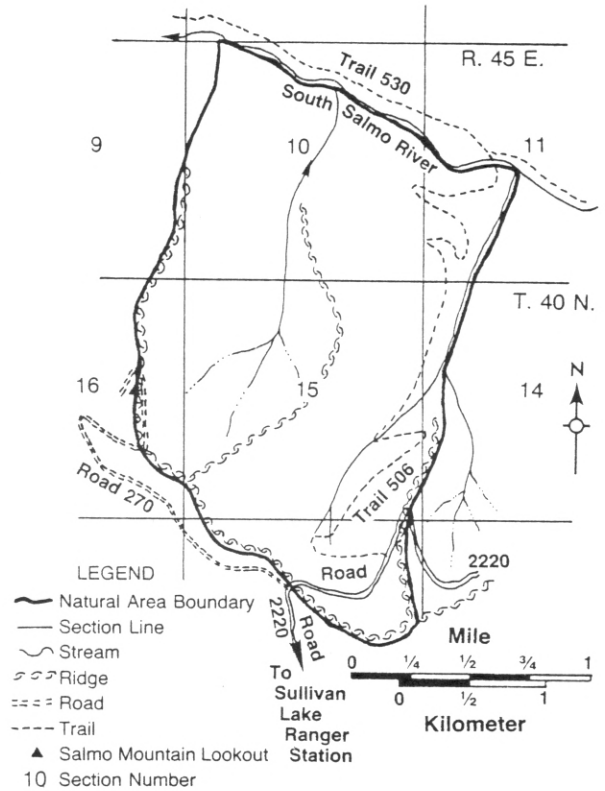 R. 45 E.
Trail 530
South Salmo River
9
10
11
T. 40 N.
16
15
14
N
Road 270
Trail 506
Road
2220
2220
Road
To
Sullivan
Lake
Ranger
Station
LEGEND
Natural Area Boundary
Section Line
Stream
Ridge
Road
Trail
Salmo Mountain Lookout
10 Section Number
Mile
0 ¼ ½ ¾ 1
0 ½ 1
Kilometer